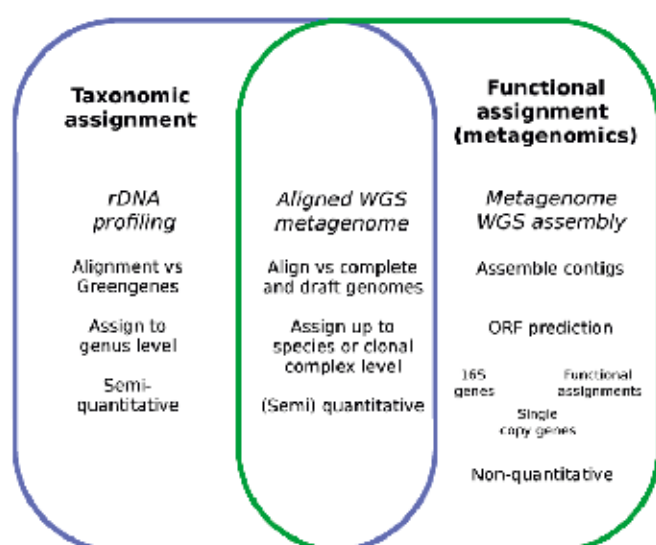 Taxonomic
assignment
rDNA
profiling
Alignment vs
Greengenes
Assign to
genus level
Semi-
quantitative
Aligned WGS
metagenome
Align vs complete
and draft genomes
Assign up to
species or clonal
complex level
(Semi) quantitative
Functional
assignment
(metagenomics)
Metagenome
WGS assembly
Assemble contigs
ORF prediction
16S
genes
Functional
assignments
Single
copy genes
Non-quantitative